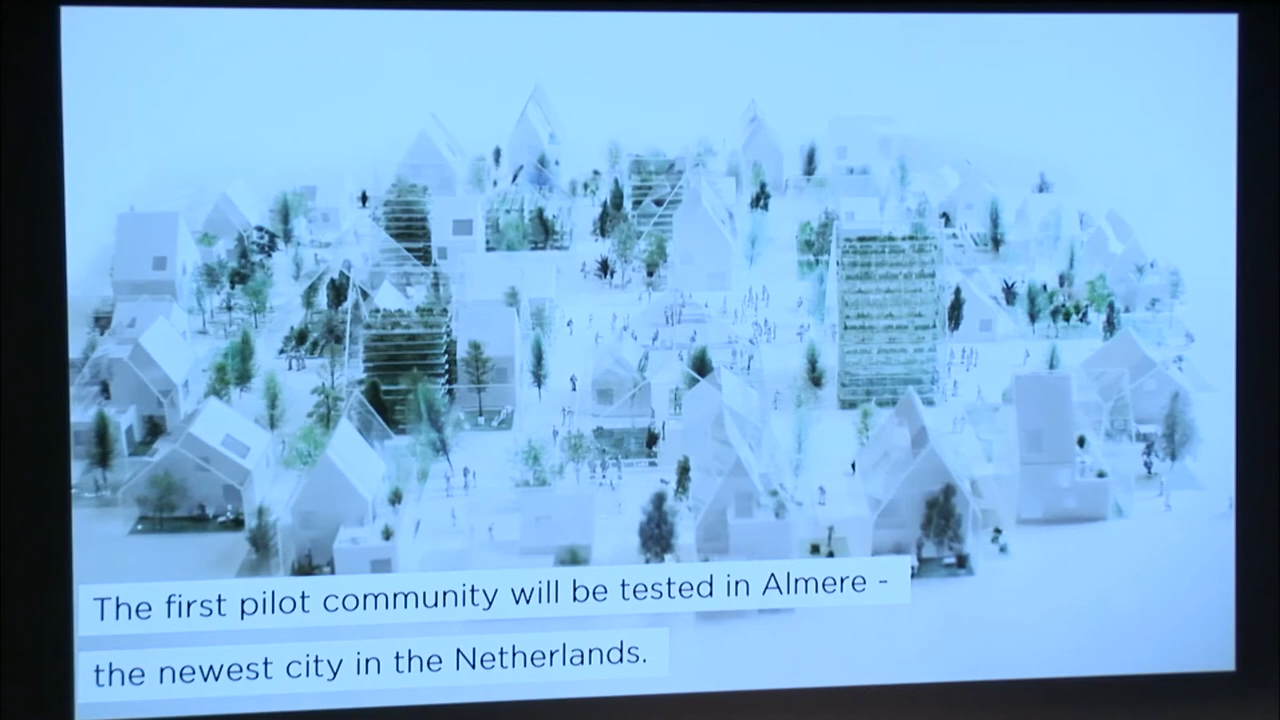 The first pilot community will be tested in Almere -
the newest city in the Netherlands.